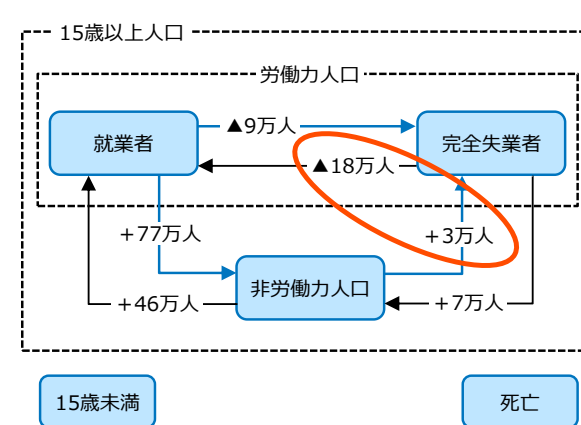 15歳以上人口
労働力人口
就業者
▲9万人
完全失業者
▲18万人
+77万人
+3万人
非労働力人口
+46万人
+7万人
15歳未満
死亡